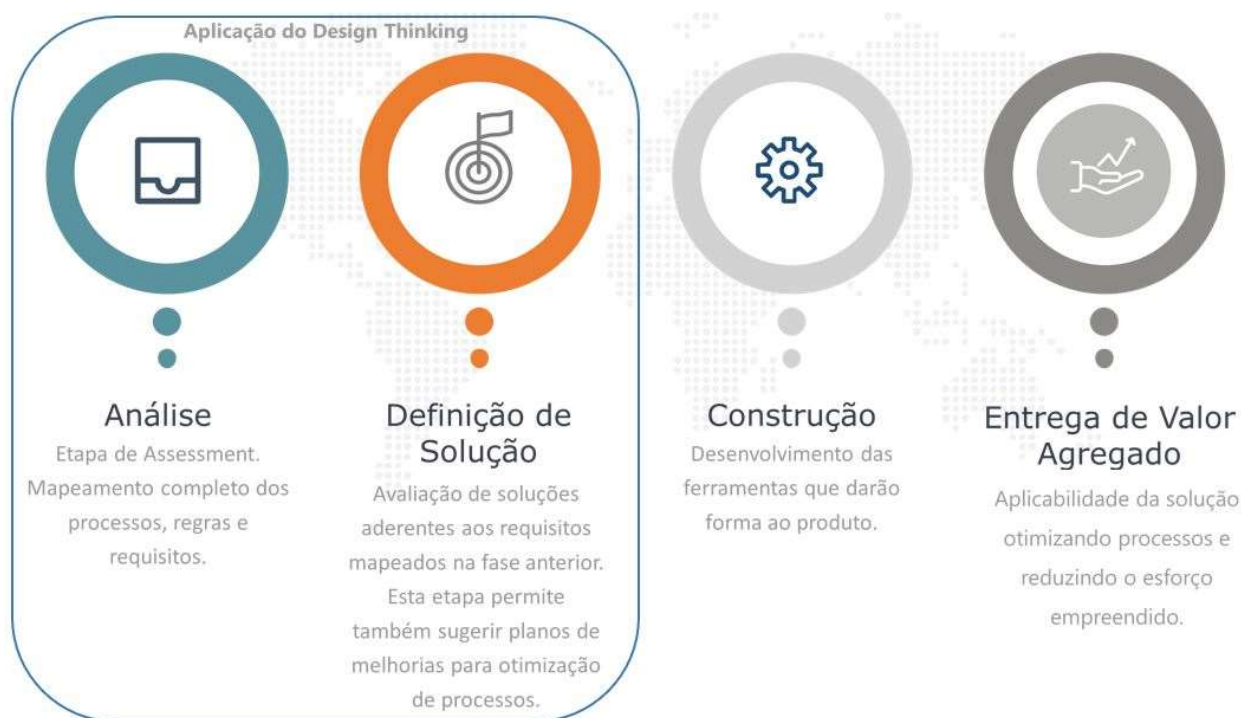 Aplicação do Design Thinking
Análise
Etapa de Assessment.
Mapeamento completo dos
processos, regras e
requisitos.
Definição de
Solução
Avaliação de soluções
aderentes aos requisitos
mapeados na fase anterior.
Esta etapa permite
também sugerir planos de
melhorias para otimização
de processos.
Construção
Desenvolvimento das
ferramentas que darão
forma ao produto.
Entrega de Valor
Agregado
Aplicabilidade da solução
otimizando processos e
reduzindo o esforço
empreendido.